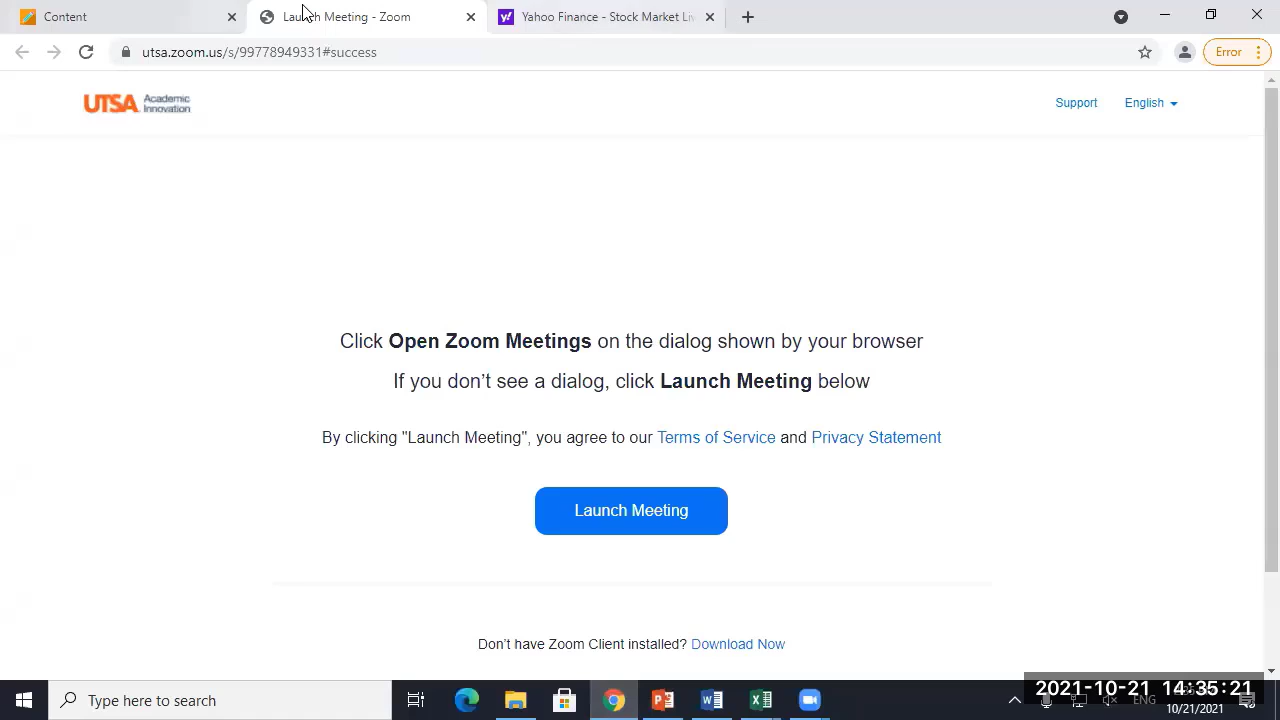 Content
Launch Meeting - Zoom
Yahoo Finance - Stock Market Liv
utsa.zoom.us/s/99778949331#success
Error
UTSA Academic Innovation
Support
English
Click Open Zoom Meetings on the dialog shown by your browser
If you don't see a dialog, click Launch Meeting below
By clicking "Launch Meeting", you agree to our Terms of Service and Privacy Statement
Launch Meeting
Don't have Zoom Client installed? Download Now
Type here to search
2021-10-21 14:35:21
ENG
10/21/2021